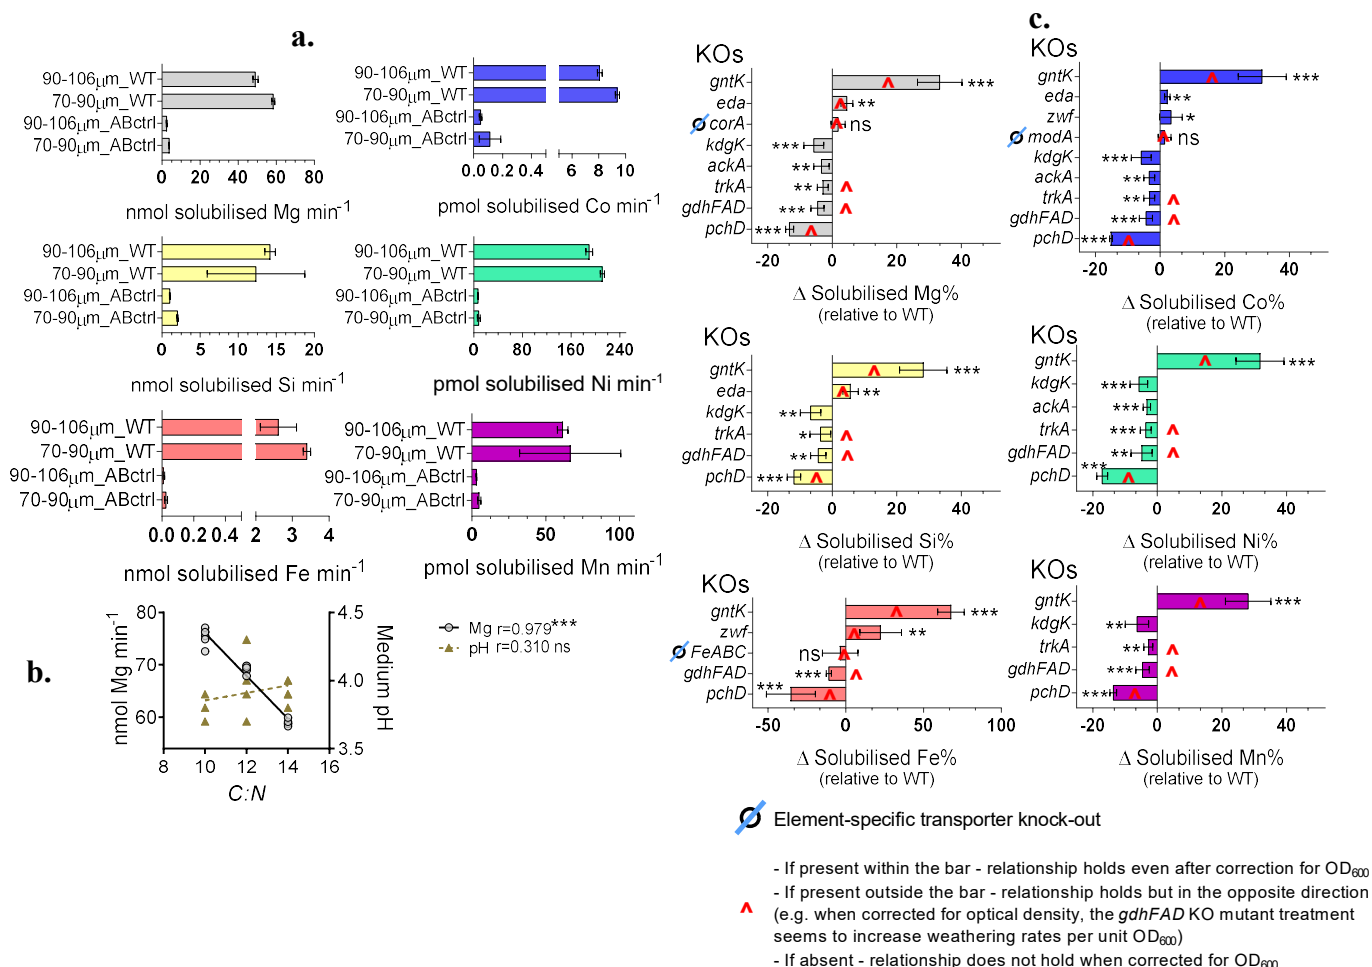 a.
90-106μm_WT
70-90μm_WT
90-106μm_ABctrl
70-90μm_ABctrl
0 20 40 60 80
nmol solubilised Mg min-1
90-106μm_WT
70-90μm_WT
90-106μm_ABctrl
70-90μm_ABctrl
0.0 0.2 0.4 6 8 10
pmol solubilised Co min-1
90-106μm_WT
70-90μm_WT
90-106μm_ABctrl
70-90μm_ABctrl
0 5 10 15 20
nmol solubilised Si min-1
90-106μm_WT
70-90μm_WT
90-106μm_ABctrl
70-90μm_ABctrl
0 80 160 240
pmol solubilised Ni min-1
90-106μm_WT
70-90μm_WT
90-106μm_ABctrl
70-90μm_ABctrl
0.0 0.2 0.4 2 3 4
nmol solubilised Fe min-1
90-106μm_WT
70-90μm_WT
90-106μm_ABctrl
70-90μm_ABctrl
0 50 100
pmol solubilised Mn min-1
b.
nmol Mg min-1
80
70
60
8 10 12 14 16
C:N
4.5
4.0
3.5
Medium pH
Mg r=0.979***
pH r=0.310 ns
c.
KOs
gntK ***
eda **
corA ns
kdgK ***
ackA **
trkA **
gdhFAD ***
pchD ***
-20 0 20 40
Δ Solubilised Mg%
(relative to WT)
KOs
gntK ***
eda **
zwf *
modA ns
kdgK ***
ackA **
trkA **
gdhFAD ***
pchD ***
-20 0 20 40
Δ Solubilised Co%
(relative to WT)
KOs
gntK ***
eda **
kdgK **
trkA *
gdhFAD **
pchD ***
-20 0 20 40
Δ Solubilised Si%
(relative to WT)
KOs
gntK ***
kdgK ***
ackA ***
trkA ***
gdhFAD **
pchD ***
-20 0 20 40
Δ Solubilised Ni%
(relative to WT)
KOs
gntK ***
zwf **
FeABC ns
gdhFAD ***
pchD ***
-50 0 50 100
Δ Solubilised Fe%
(relative to WT)
KOs
gntK ***
kdgK **
trkA **
gdhFAD ***
pchD ***
-20 0 20 40
Δ Solubilised Mn%
(relative to WT)
Element-specific transporter knock-out
- If present within the bar - relationship holds even after correction for OD600
- If present outside the bar - relationship holds but in the opposite direction
(e.g. when corrected for optical density, the gdhFAD KO mutant treatment
seems to increase weathering rates per unit OD600)
- If absent - relationship does not hold when corrected for OD600